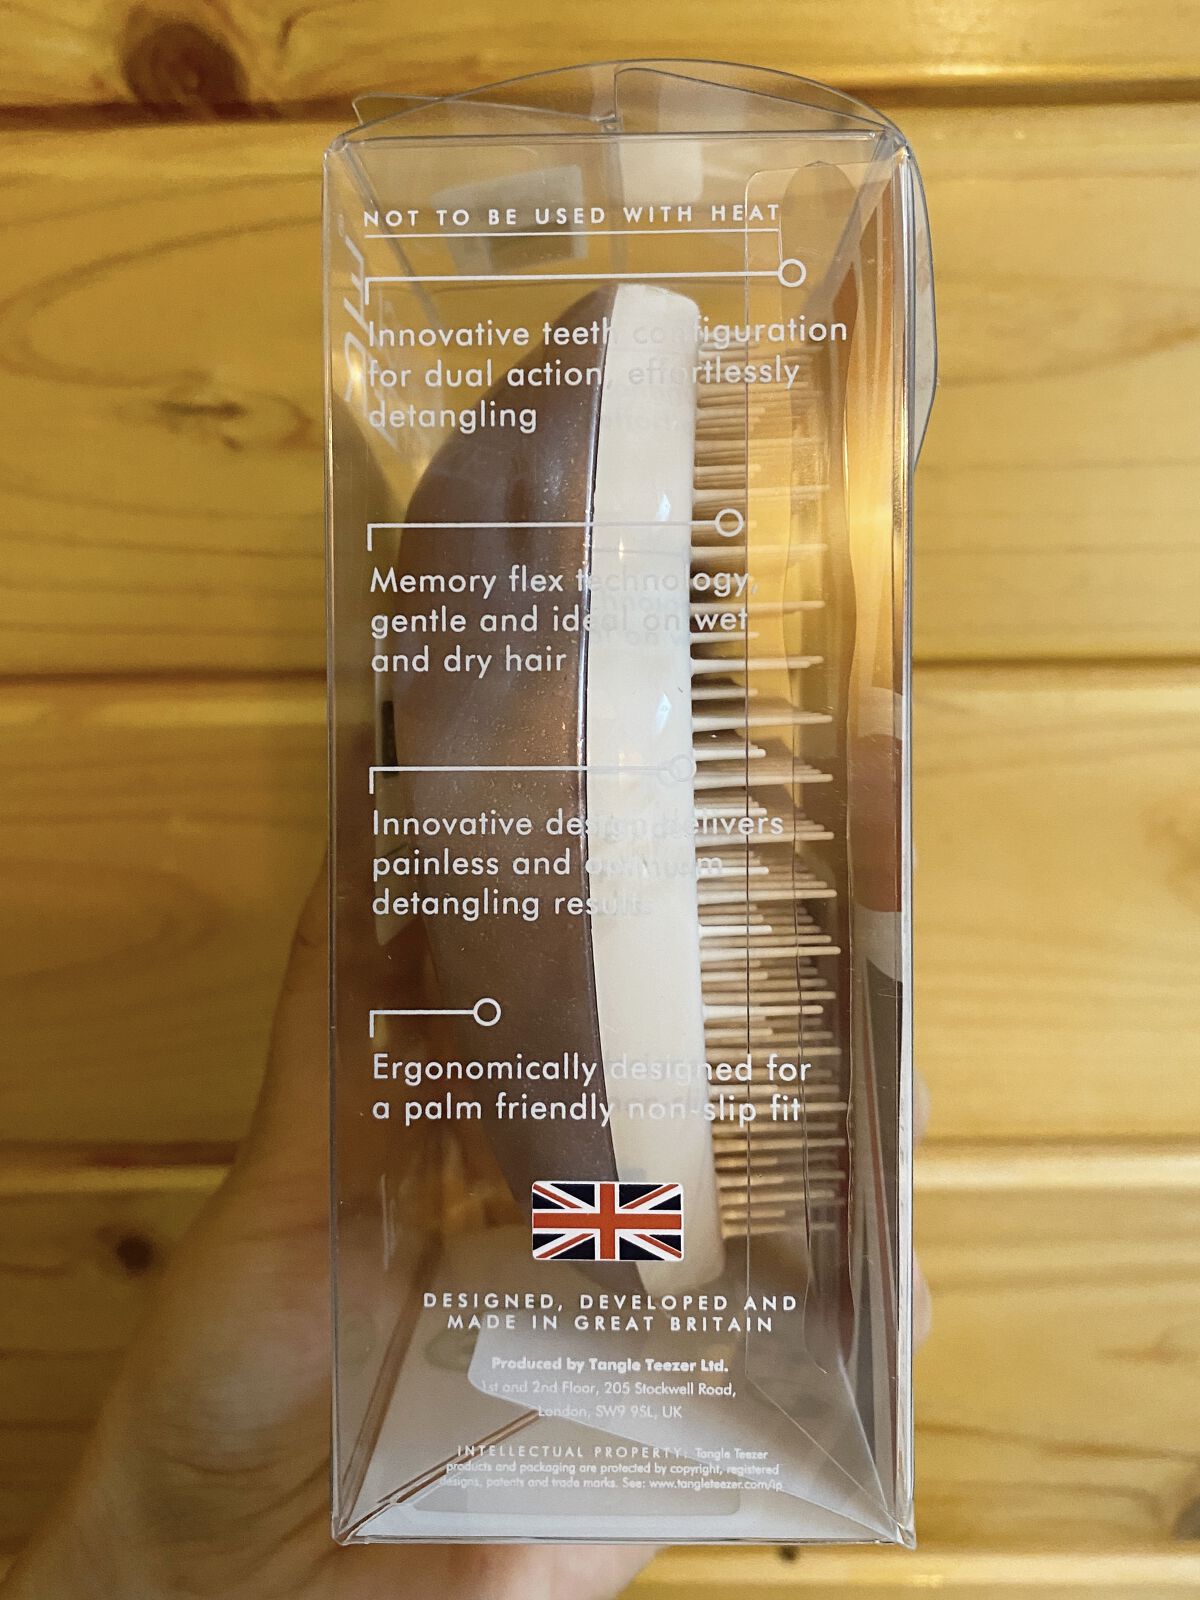 NOT TO BE USED WITH HEAT
Innovative teeth configuration
for dual action, effortlessly
detangling
Memory flex technology,
gentle and ideal on wet
and dry hair
Innovative design delivers
painless and optimum
detangling results
Ergonomically designed for
a palm friendly non-slip fit
DESIGNED, DEVELOPED AND
MADE IN GREAT BRITAIN
Produced by Tangle Teezer Ltd.
1st and 2nd Floor, 205 Stockwell Road,
London, SW9 9SL, UK
INTELLECTUAL PROPERTY: Tangle Teezer
products and packaging are protected by copyright, registered
designs, patents and trade marks. See: www.tangleteezer.com/ip